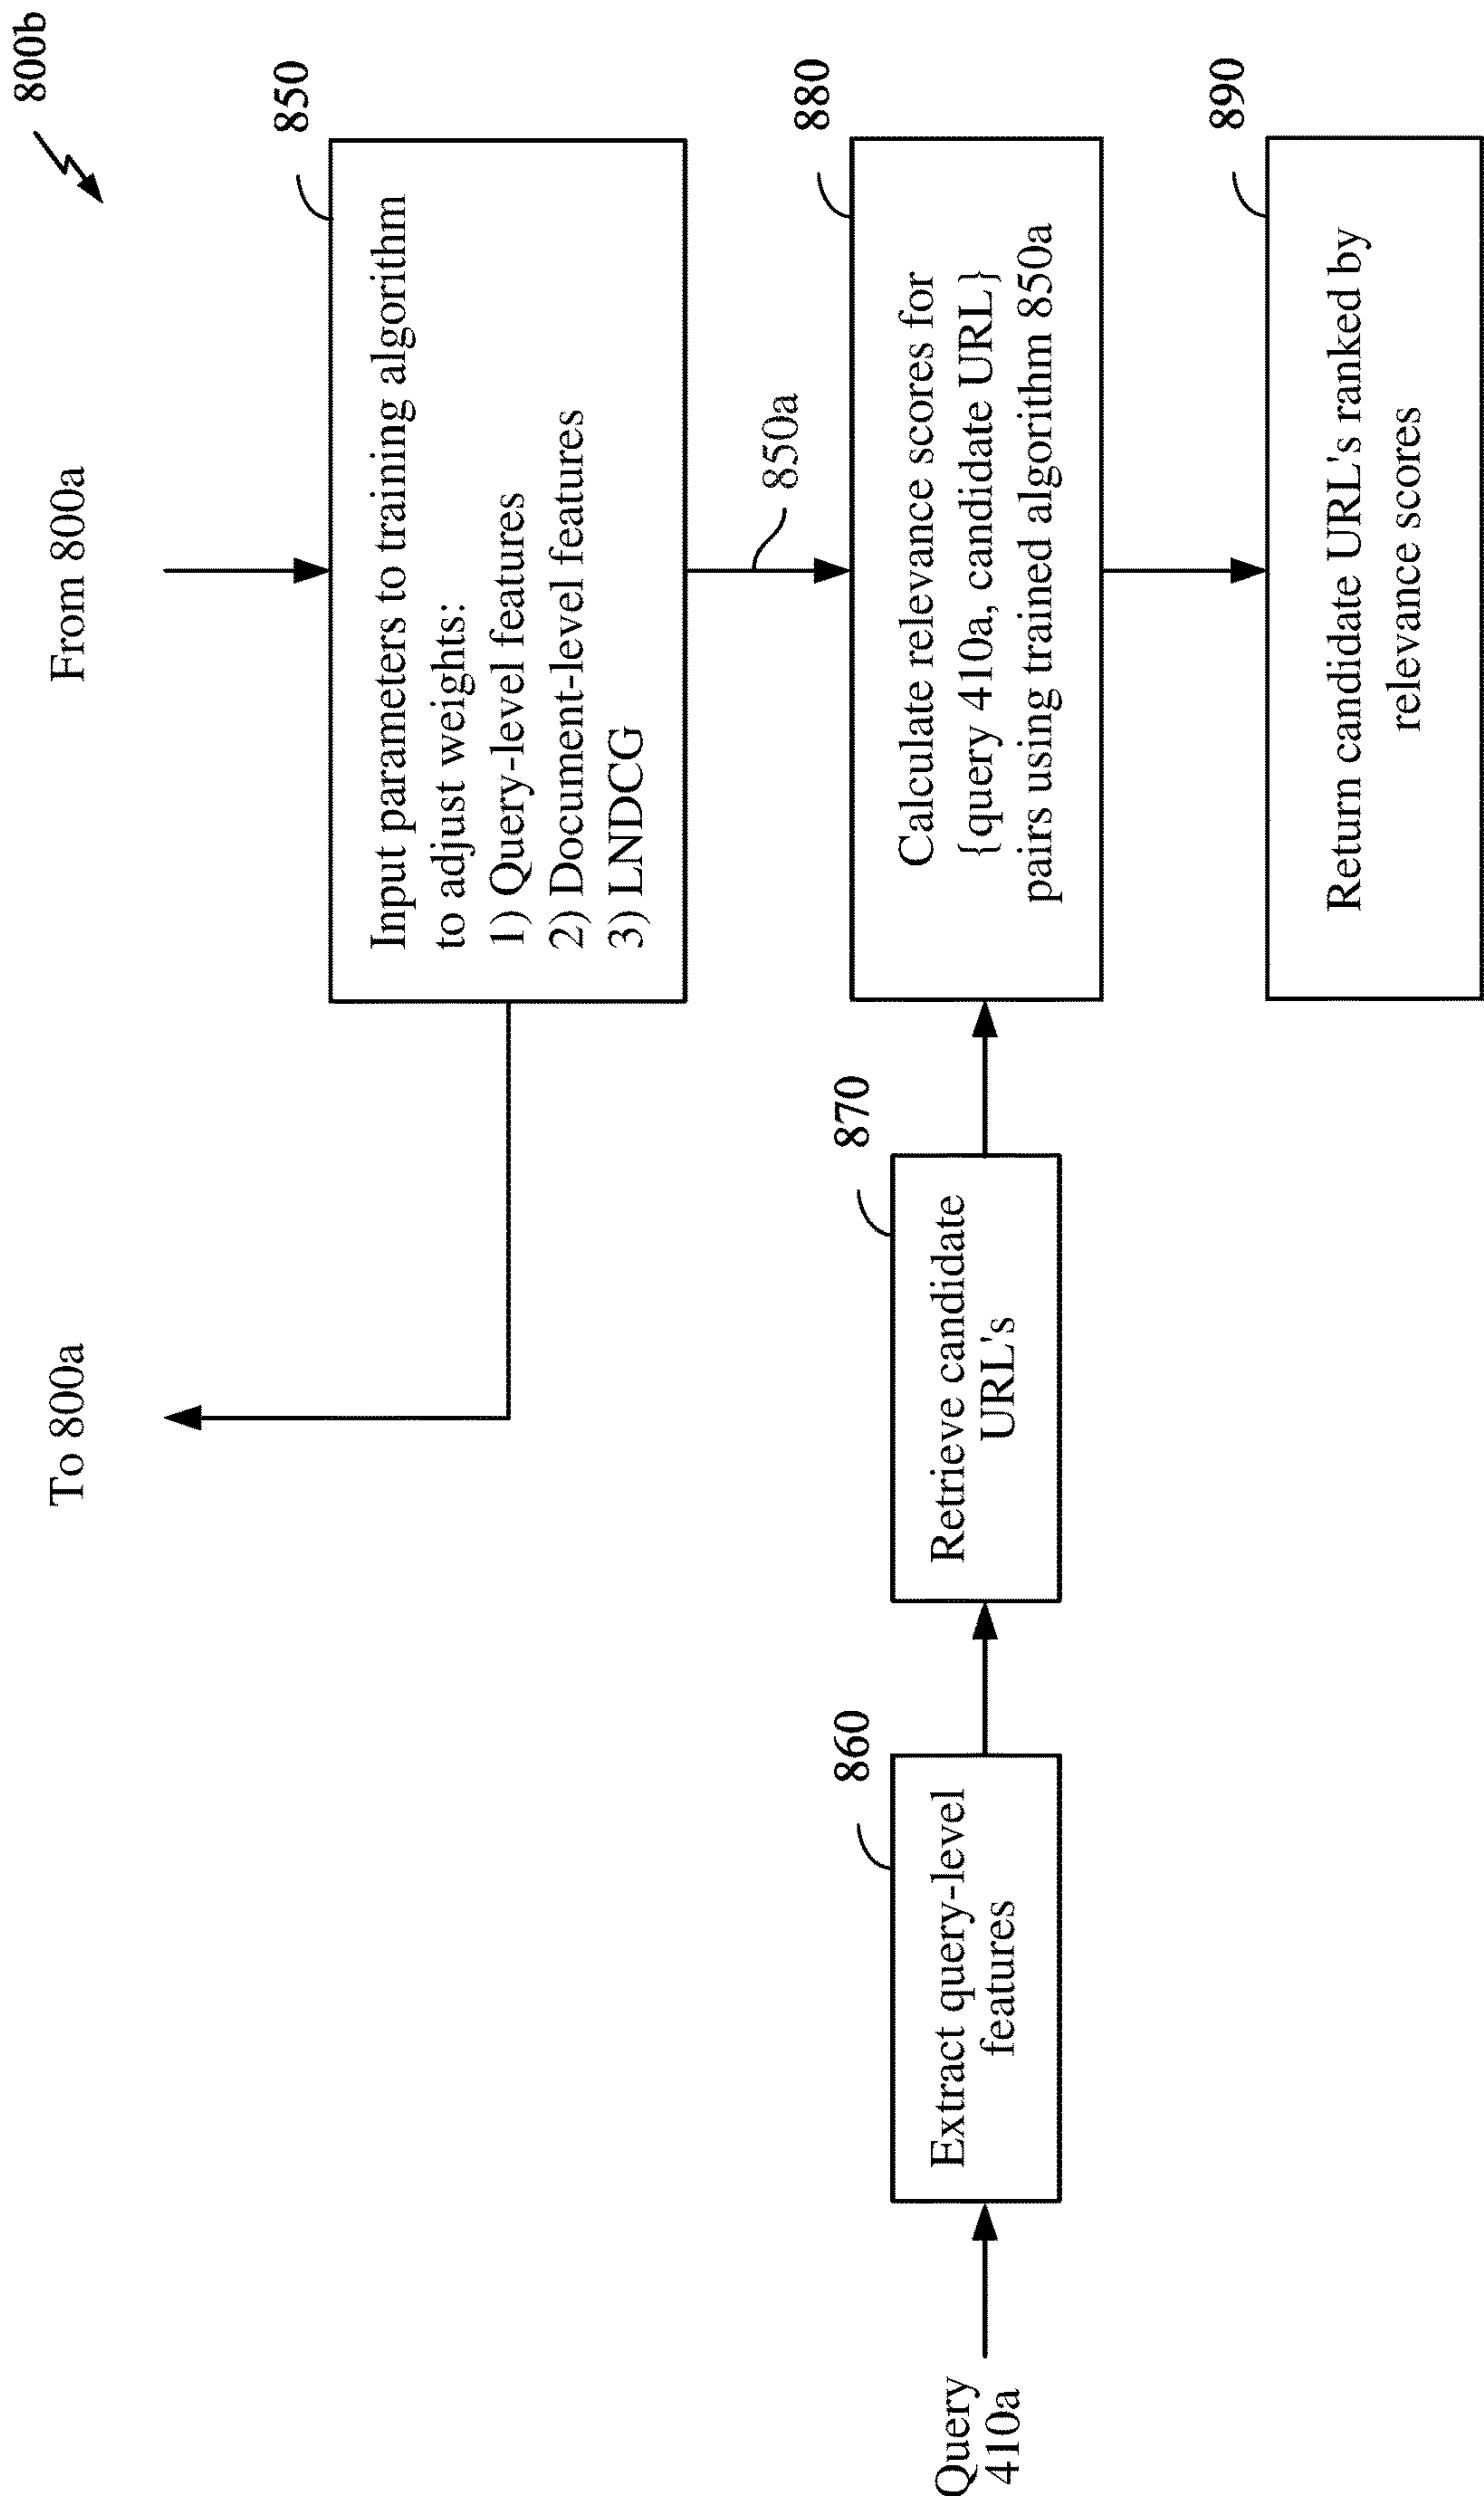 800b
To 800a
From 800a
850
Input parameters to training algorithm
to adjust weights:
1) Query-level features
2) Document-level features
3) LNDCG
850a
Query
410a
860
Extract query-level
features
870
Retrieve candidate
URL's
880
Calculate relevance scores for
{query 410a, candidate URL}
pairs using trained algorithm 850a
890
Return candidate URL's ranked by
relevance scores